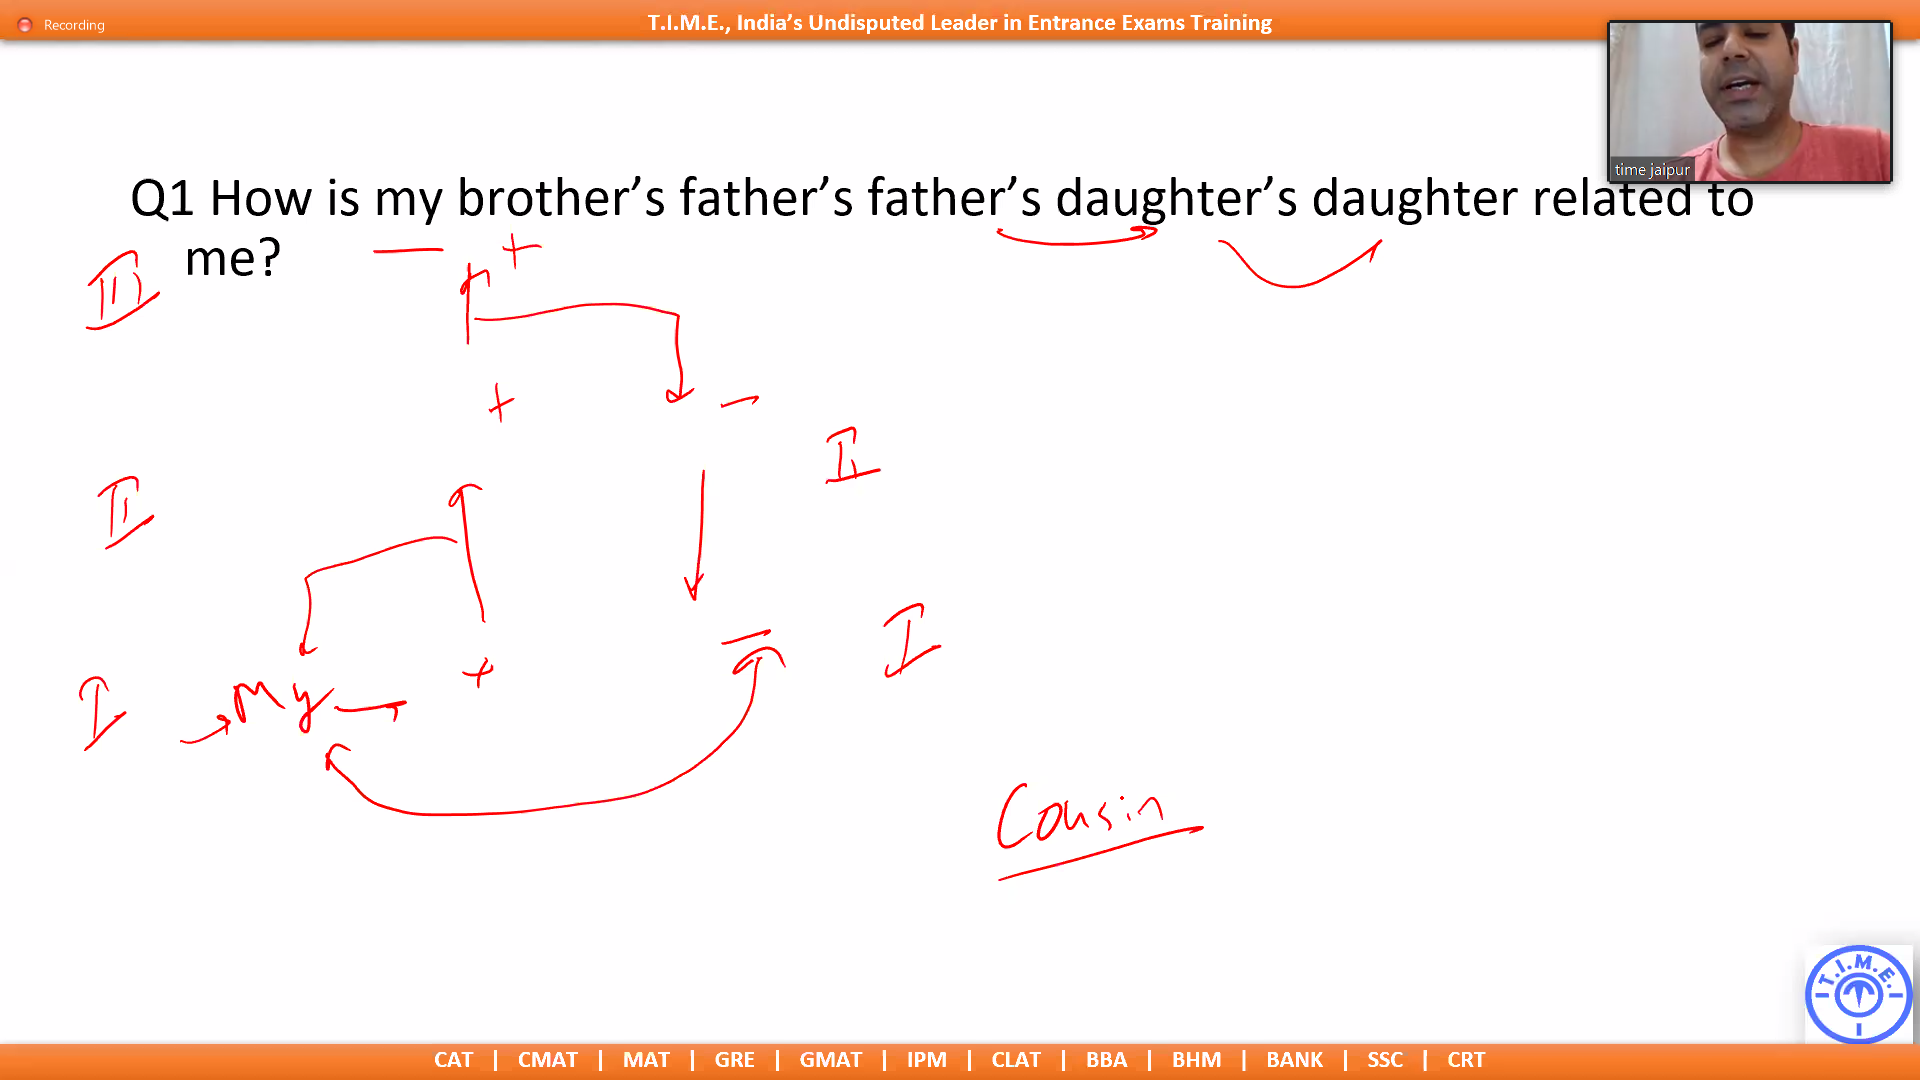 Recording
T.I.M.E., India's Undisputed Leader in Entrance Exams Training
time jaipur
Q1 How is my brother's father's father's daughter's daughter related to
me?
III
+
+
−
II
II
I
−
I
My
+
Cousin
T.I.M.E.
CAT | CMAT | MAT | GRE | GMAT | IPM | CLAT | BBA | BHM | BANK | SSC | CRT